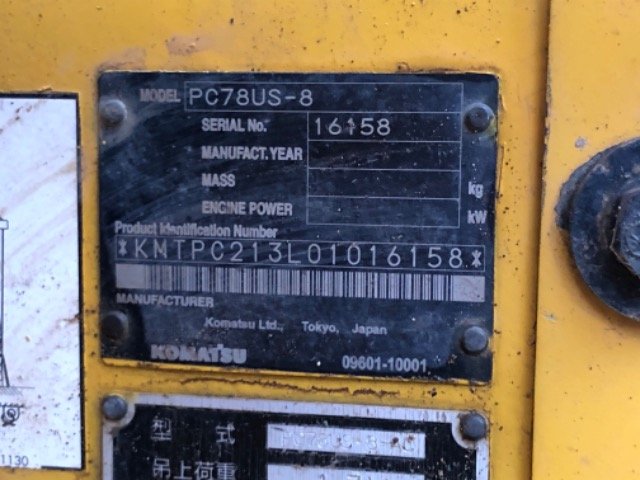 MODEL PC78US-8
SERIAL No. 16158
MANUFACT. YEAR
MASS kg
ENGINE POWER kW
Product Identification Number
*KMTPC213L01016158*
MANUFACTURER
Komatsu Ltd., Tokyo, Japan
KOMATSU 09601-10001
1130
型式
吊上荷重